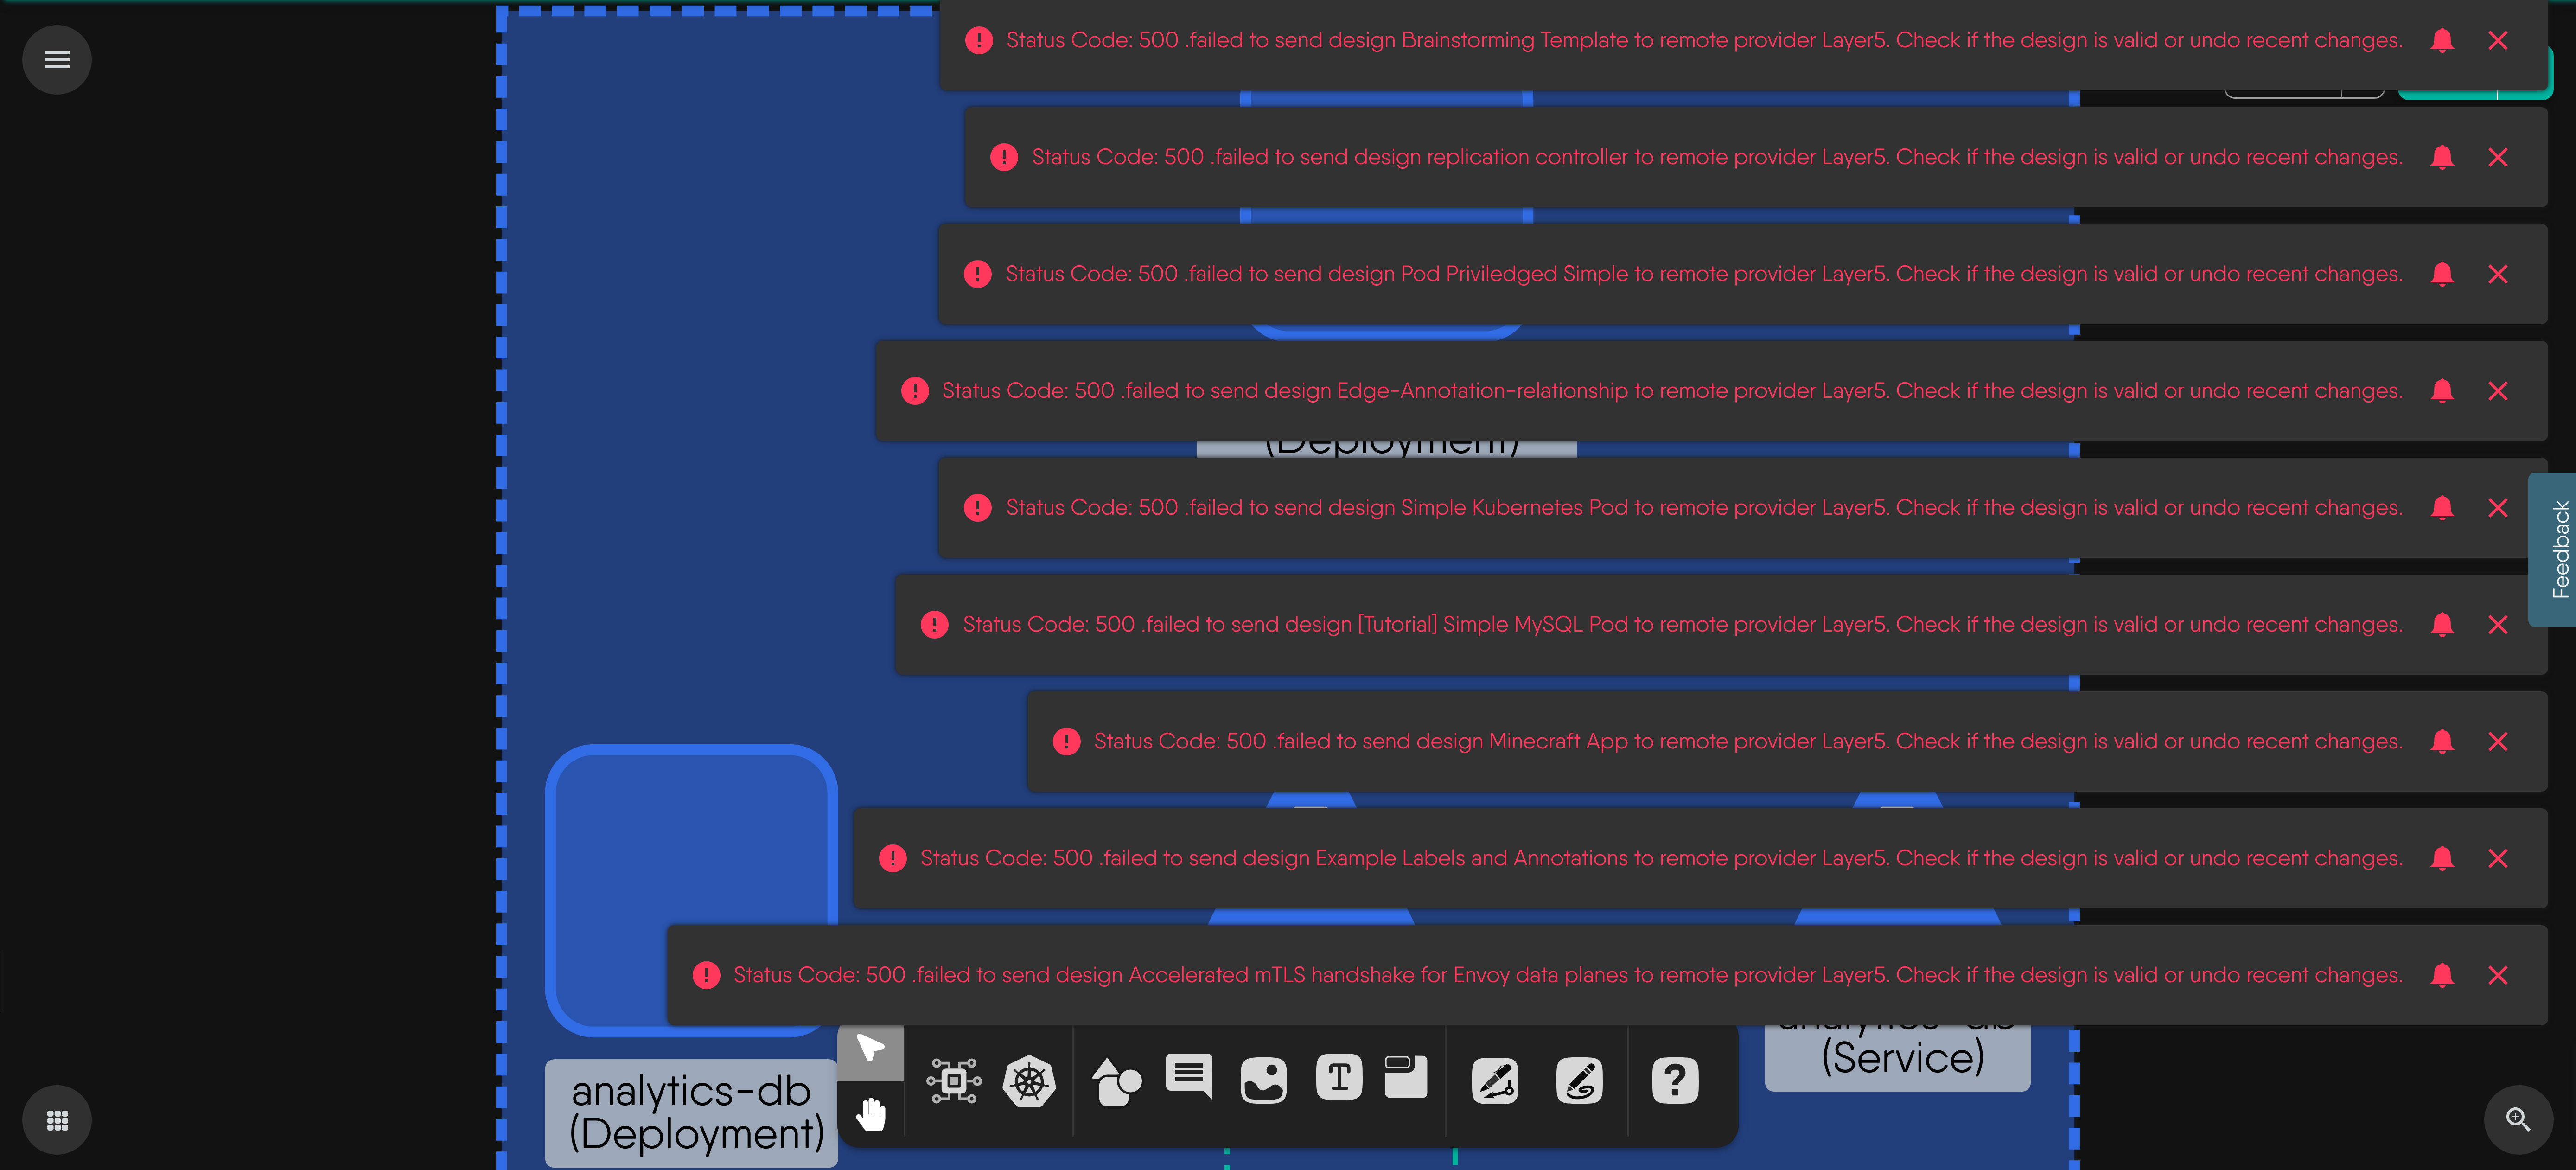 Status Code: 500 .failed to send design Brainstorming Template to remote provider Layer5. Check if the design is valid or undo recent changes.
Status Code: 500 .failed to send design replication controller to remote provider Layer5. Check if the design is valid or undo recent changes.
Status Code: 500 .failed to send design Pod Priviledged Simple to remote provider Layer5. Check if the design is valid or undo recent changes.
Status Code: 500 .failed to send design Edge-Annotation-relationship to remote provider Layer5. Check if the design is valid or undo recent changes.
(Deployment)
Status Code: 500 .failed to send design Simple Kubernetes Pod to remote provider Layer5. Check if the design is valid or undo recent changes.
Feedback
Status Code: 500 .failed to send design [Tutorial] Simple MySQL Pod to remote provider Layer5. Check if the design is valid or undo recent changes.
Status Code: 500 .failed to send design Minecraft App to remote provider Layer5. Check if the design is valid or undo recent changes.
Status Code: 500 .failed to send design Example Labels and Annotations to remote provider Layer5. Check if the design is valid or undo recent changes.
Status Code: 500 .failed to send design Accelerated mTLS handshake for Envoy data planes to remote provider Layer5. Check if the design is valid or undo recent changes.
analytics-db
(Service)
analytics-db
(Deployment)
T
?